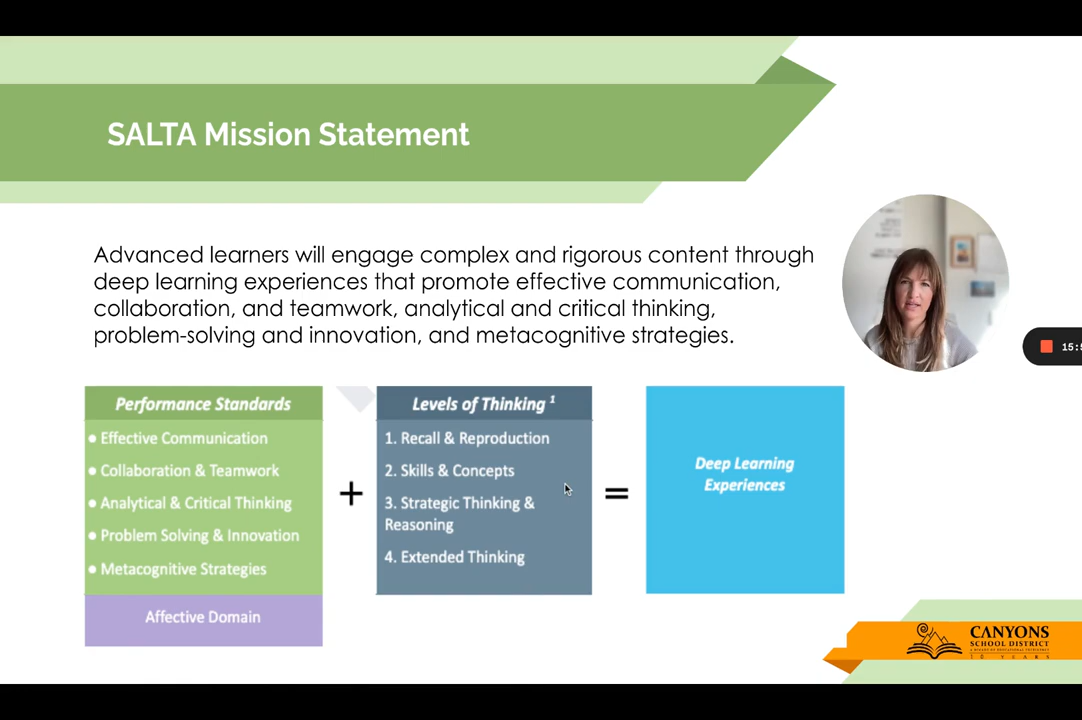 SALTA Mission Statement
Advanced learners will engage complex and rigorous content through
deep learning experiences that promote effective communication,
collaboration, and teamwork, analytical and critical thinking,
problem-solving and innovation, and metacognitive strategies.
Performance Standards
• Effective Communication
• Collaboration & Teamwork
• Analytical & Critical Thinking
• Problem Solving & Innovation
• Metacognitive Strategies
Affective Domain
+
Levels of Thinking 1
1. Recall & Reproduction
2. Skills & Concepts
3. Strategic Thinking &
Reasoning
4. Extended Thinking
=
Deep Learning
Experiences
CANYONS
SCHOOL DISTRICT
10 YEARS